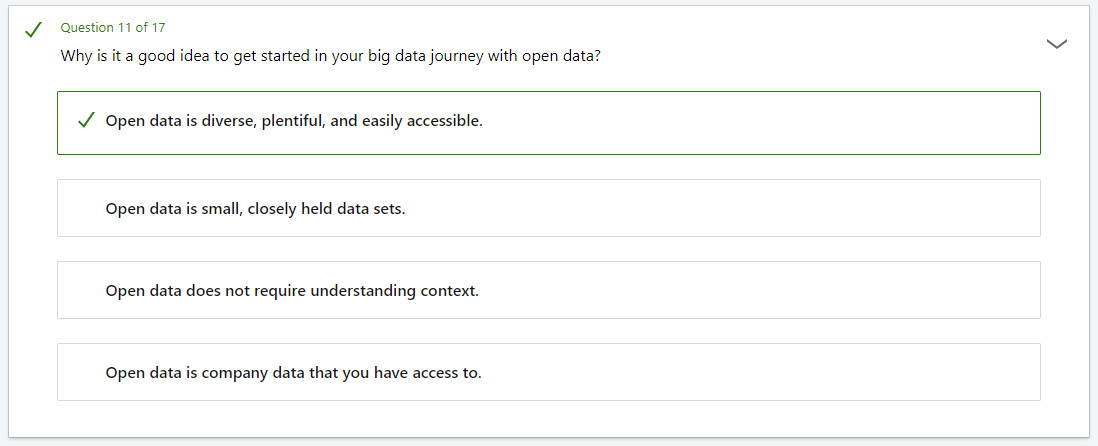 Question 11 of 17
Why is it a good idea to get started in your big data journey with open data?
Open data is diverse, plentiful, and easily accessible.
Open data is small, closely held data sets.
Open data does not require understanding context.
Open data is company data that you have access to.